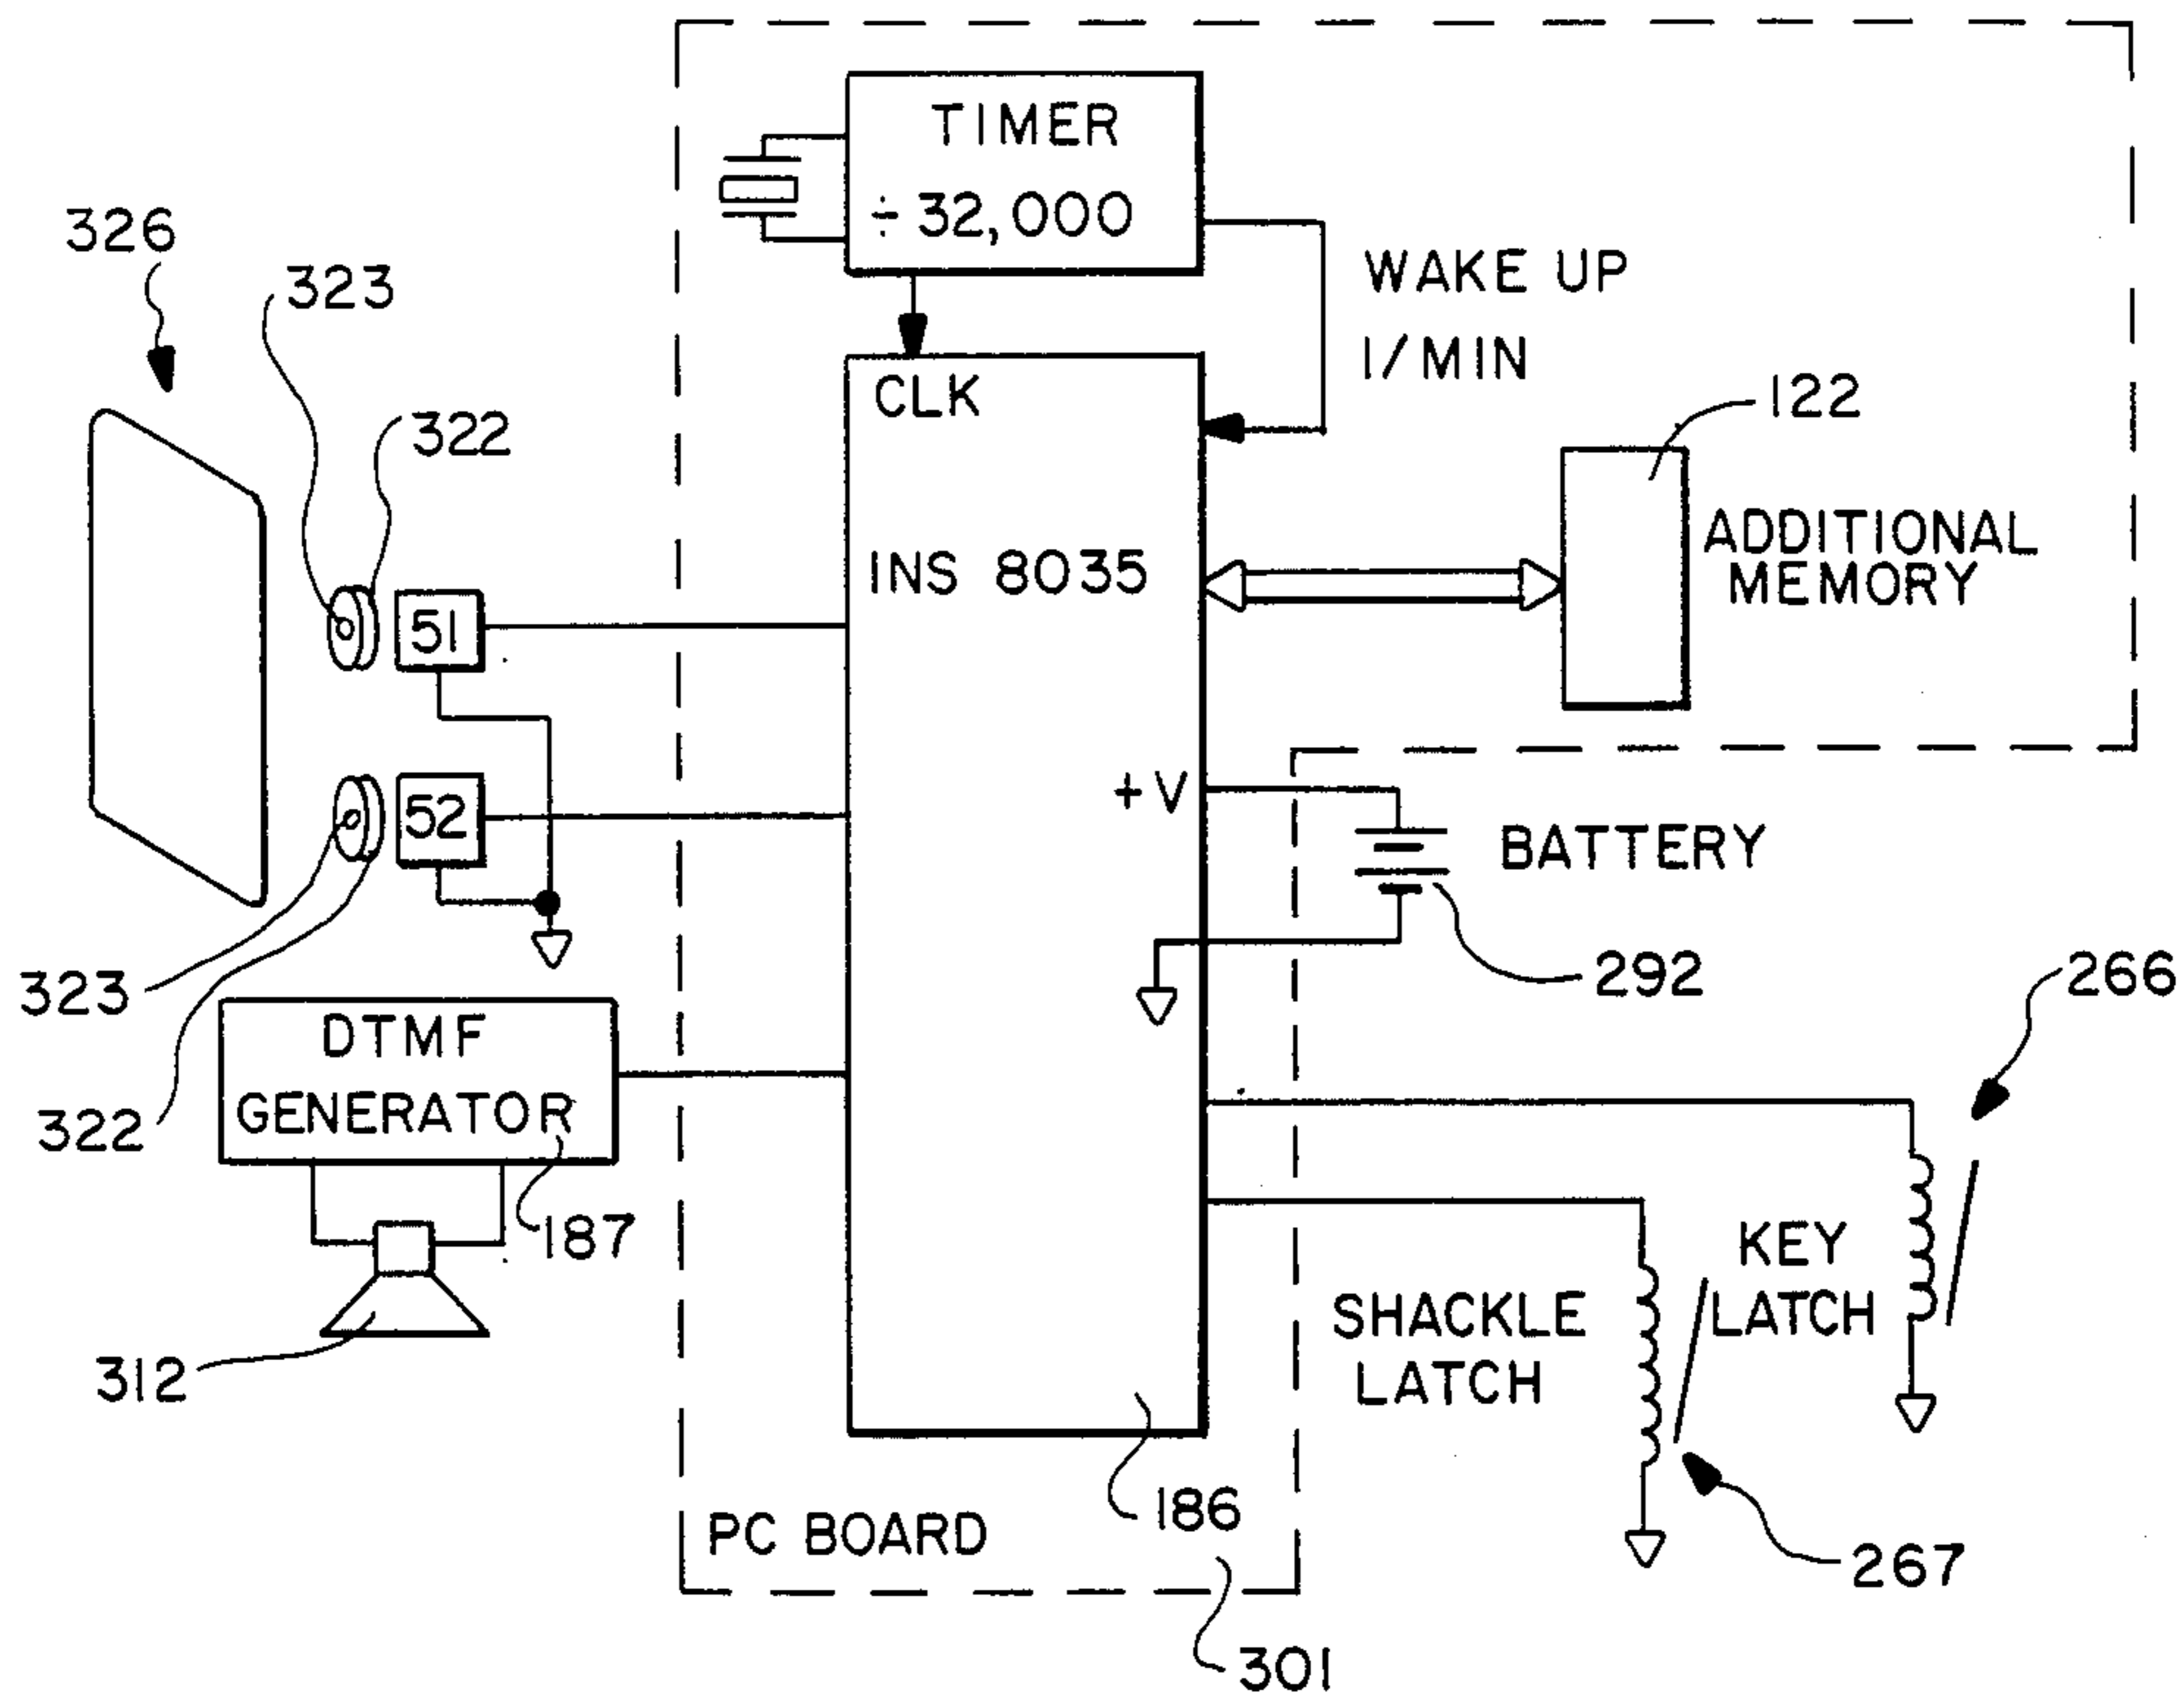 TIMER
÷ 32,000
326
323
WAKE UP
1/MIN
CLK
122
322
ADDITIONAL
MEMORY
INS 8035
51
+V
52
BATTERY
292
266
323
DTMF
GENERATOR
322
187
KEY
LATCH
SHACKLE
LATCH
312
186
PC BOARD
267
301